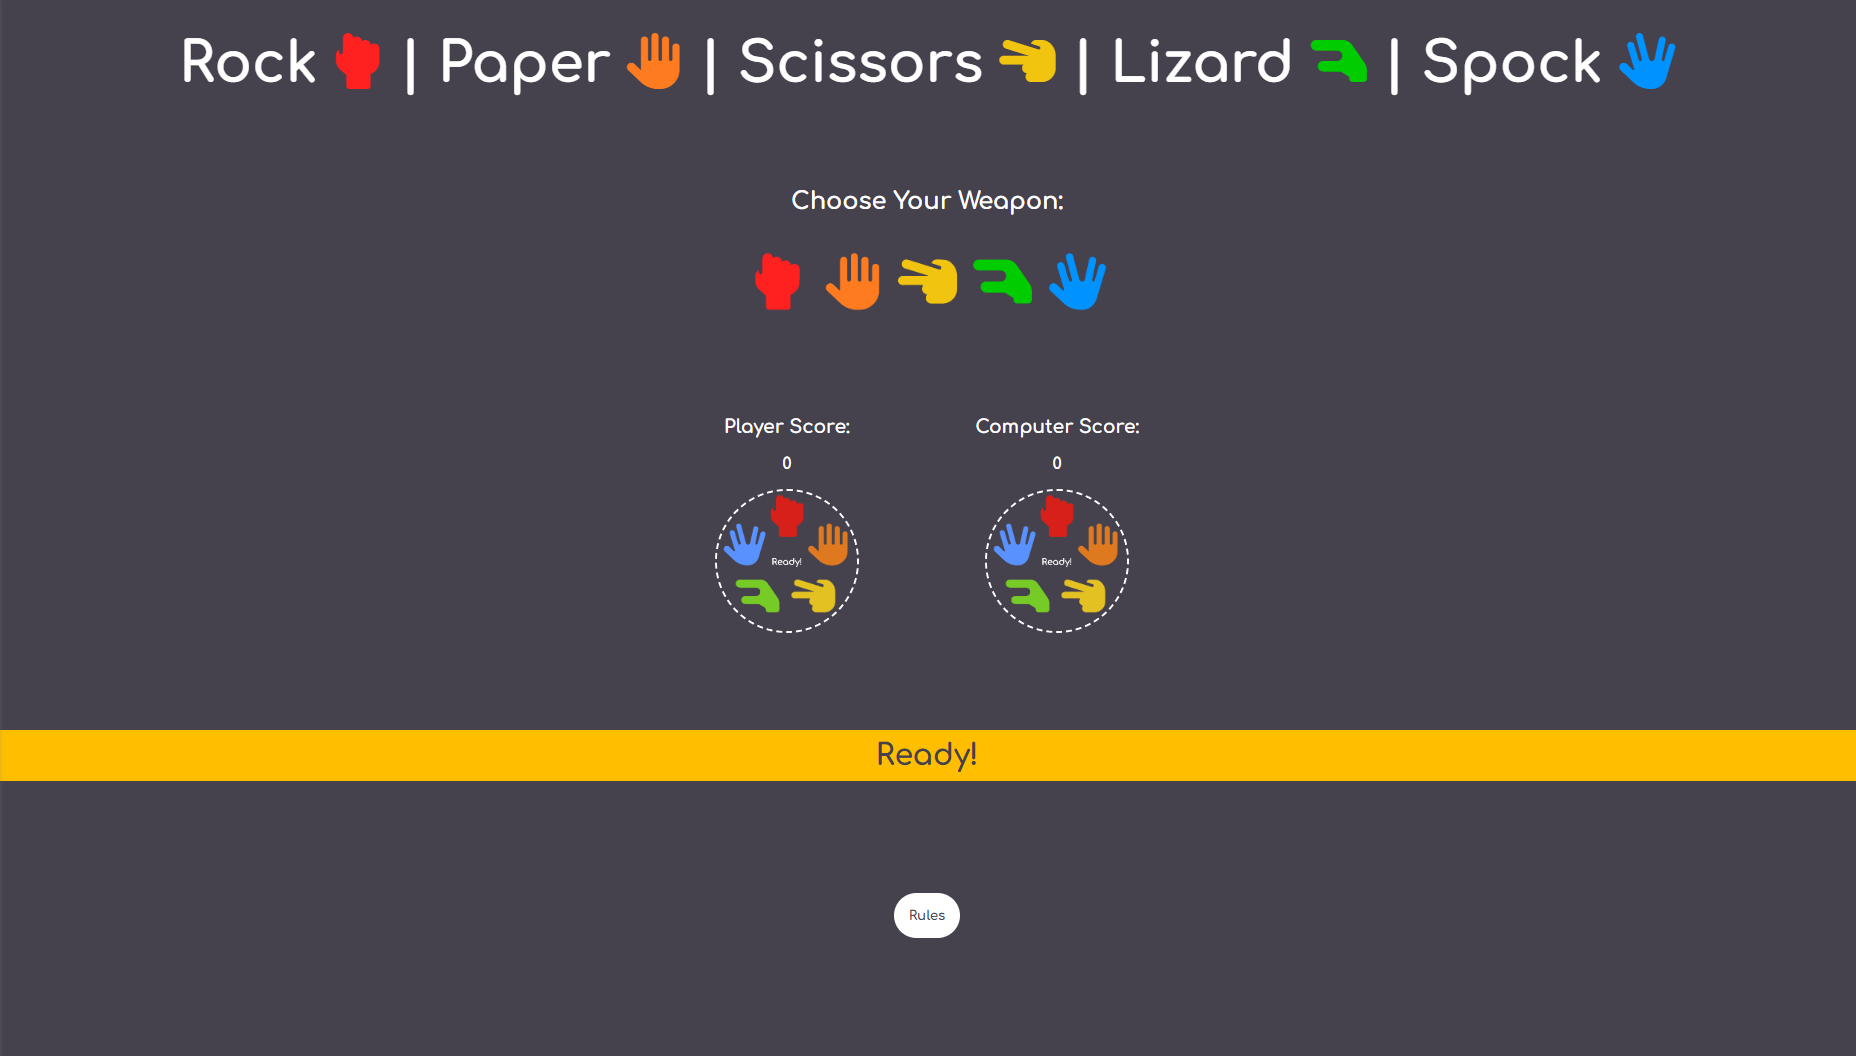 Rock | Paper | Scissors | Lizard | Spock
Choose Your Weapon:
Player Score:
0
Ready!
Computer Score:
0
Ready!
Ready!
Rules